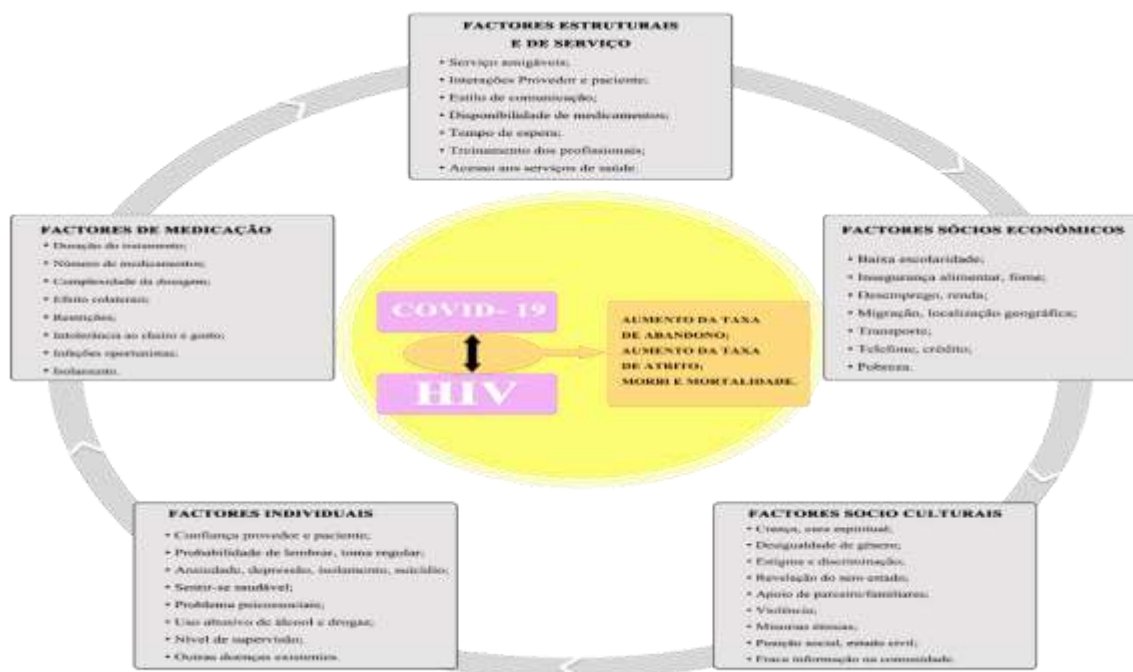 FACTORES ESTRUTURAIS
E DE SERVIÇO
• Serviço amigáveis;
• Interações Provedor e paciente;
• Estilo de comunicação;
• Disponibilidade de medicamentos;
• Tempo de espera;
• Treinamento dos profissionais;
• Acesso aos serviços de saúde.
FACTORES DE MEDICAÇÃO
• Duração do tratamento;
• Número de medicamentos;
• Complexidade da dosagem;
• Efeito colaterais;
• Restrições;
• Intolerância ao cheiro e gosto;
• Infeções oportunistas;
• Isolamento.
FACTORES SÓCIOS ECONÔMICOS
• Baixa escolaridade;
• Insegurança alimentar, fome;
• Desemprego, renda;
• Migração, localização geográfica;
• Transporte;
• Telefone, crédito;
• Pobreza.
COVID- 19
HIV
AUMENTO DA TAXA
DE ABANDONO;
AUMENTO DA TAXA
DE ATRITO;
MORBI E MORTALIDADE.
FACTORES INDIVIDUAIS
• Confiança provedor e paciente;
• Probabilidade de lembrar, toma regular;
• Ansiedade, depressão, isolamento, suicídio;
• Sentir-se saudável;
• Problema psicossociais;
• Uso abusivo de álcool e drogas;
• Nível de supervisão;
• Outras doenças existentes.
FACTORES SOCIO CULTURAIS
• Crença, cura espiritual;
• Desigualdade de gênero;
• Estigma e discriminação;
• Revelação do sero estado;
• Apoio de parceiro/familiares;
• Violência;
• Minorias étnicas;
• Posição social, estado civil;
• Fraca informação na comunidade.